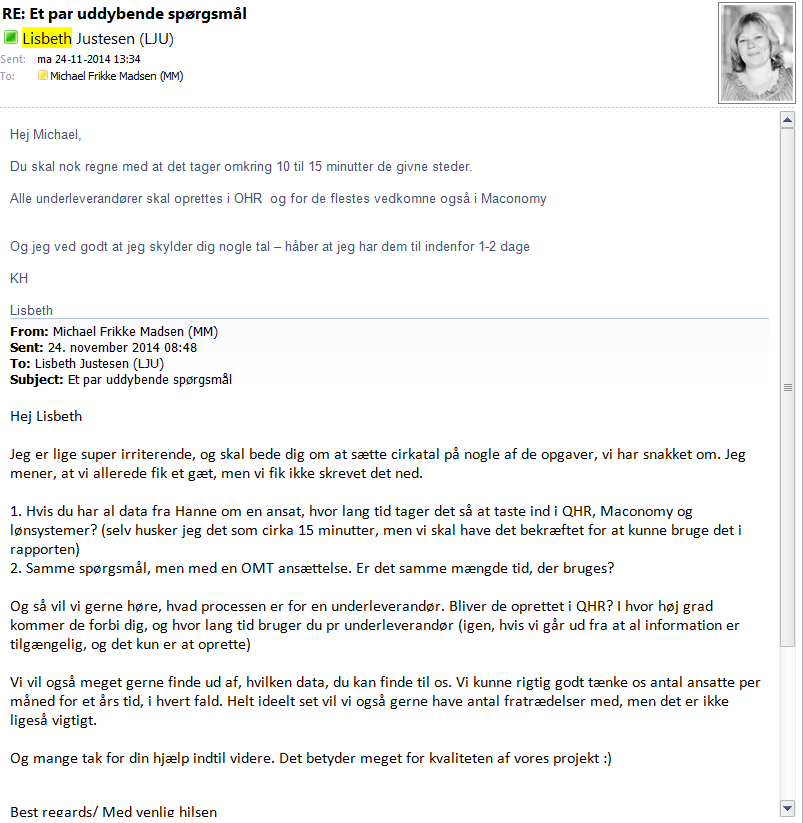 RE: Et par uddybende spørgsmål
Lisbeth Justesen (LJU)
Sent: ma 24-11-2014 13:34
To: Michael Frikke Madsen (MM)
Hej Michael,
Du skal nok regne med at det tager omkring 10 til 15 minutter de givne steder.
Alle underleverandører skal oprettes i OHR og for de flestes vedkomne også i Maconomy
Og jeg ved godt at jeg skylder dig nogle tal – håber at jeg har dem til indenfor 1-2 dage
KH
Lisbeth
From: Michael Frikke Madsen (MM)
Sent: 24. november 2014 08:48
To: Lisbeth Justesen (LJU)
Subject: Et par uddybende spørgsmål
Hej Lisbeth
Jeg er lige super irriterende, og skal bede dig om at sætte cirkatal på nogle af de opgaver, vi har snakket om. Jeg
mener, at vi allerede fik et gæt, men vi fik ikke skrevet det ned.
1. Hvis du har al data fra Hanne om en ansat, hvor lang tid tager det så at taste ind i QHR, Maconomy og
lønsystemer? (selv husker jeg det som cirka 15 minutter, men vi skal have det bekræftet for at kunne bruge det i
rapporten)
2. Samme spørgsmål, men med en OMT ansættelse. Er det samme mængde tid, der bruges?
Og så vil vi gerne høre, hvad processen er for en underleverandør. Bliver de oprettet i QHR? I hvor høj grad
kommer de forbi dig, og hvor lang tid bruger du pr underleverandør (igen, hvis vi går ud fra at al information er
tilgængelig, og det kun er at oprette)
Vi vil også meget gerne finde ud af, hvilken data, du kan finde til os. Vi kunne rigtig godt tænke os antal ansatte per
måned for et års tid, i hvert fald. Helt ideelt set vil vi også gerne have antal fratrædelser med, men det er ikke
ligeså vigtigt.
Og mange tak for din hjælp indtil videre. Det betyder meget for kvaliteten af vores projekt :)
Best regards/ Med venlig hilsen